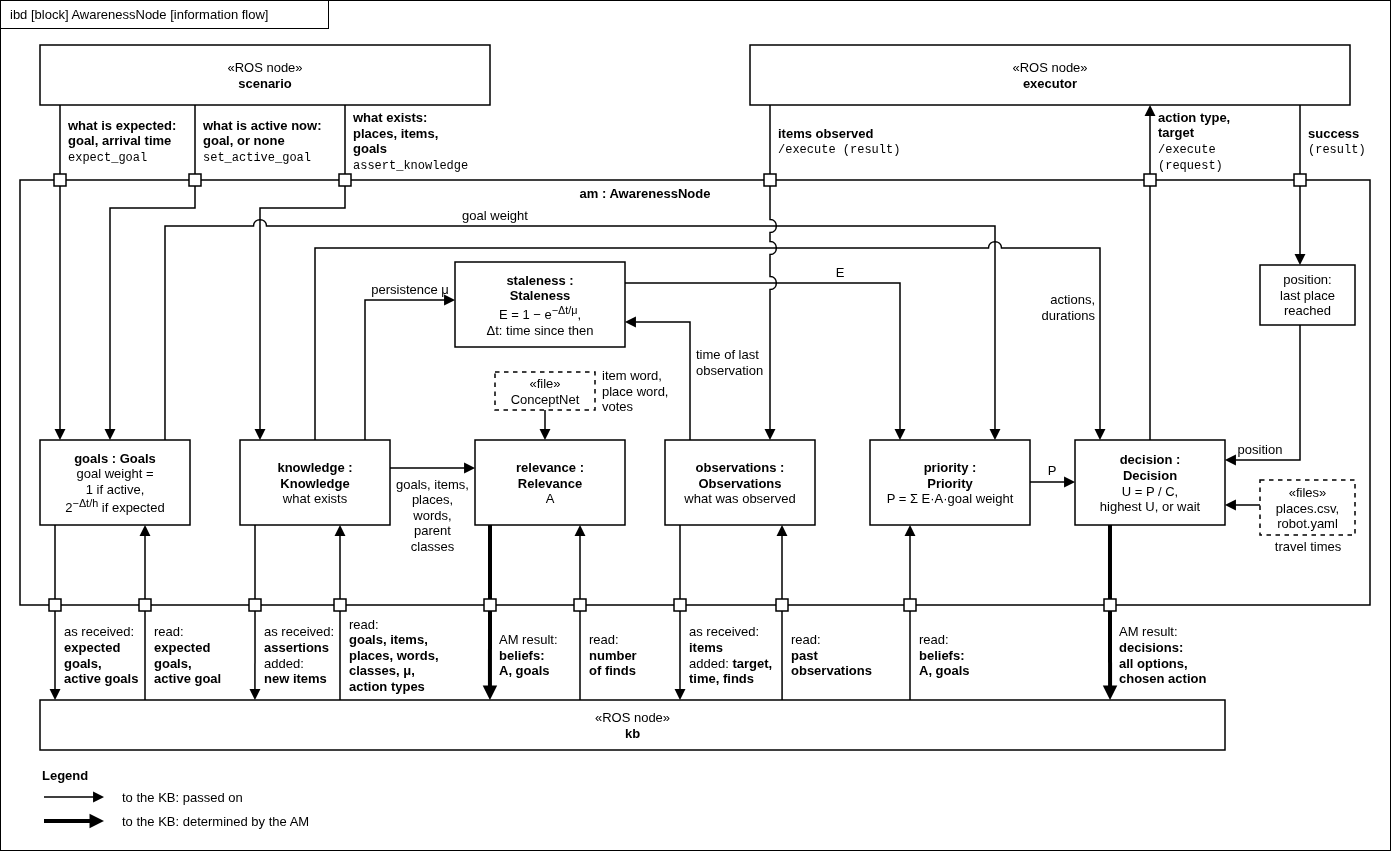 ibd [block] AwarenessNode [information flow]
«ROS node»
scenario
«ROS node»
executor
what is expected:
goal, arrival time
expect_goal
what is active now:
goal, or none
set_active_goal
what exists:
places, items,
goals
assert_knowledge
items observed
/execute (result)
action type,
target
/execute
(request)
success
(result)
am : AwarenessNode
goal weight
persistence μ
staleness :
Staleness
E = 1 − e−Δt/μ,
Δt: time since then
E
actions,
durations
position:
last place
reached
time of last
observation
«file»
ConceptNet
item word,
place word,
votes
goals : Goals
goal weight =
1 if active,
2−Δt/h if expected
knowledge :
Knowledge
what exists
goals, items,
places,
words,
parent
classes
relevance :
Relevance
A
observations :
Observations
what was observed
priority :
Priority
P = Σ E·A·goal weight
P
decision :
Decision
U = P / C,
highest U, or wait
position
«files»
places.csv,
robot.yaml
travel times
as received:
expected
goals,
active goals
read:
expected
goals,
active goal
as received:
assertions
added:
new items
read:
goals, items,
places, words,
classes, μ,
action types
AM result:
beliefs:
A, goals
read:
number
of finds
as received:
items
added: target,
time, finds
read:
past
observations
read:
beliefs:
A, goals
AM result:
decisions:
all options,
chosen action
«ROS node»
kb
Legend
to the KB: passed on
to the KB: determined by the AM